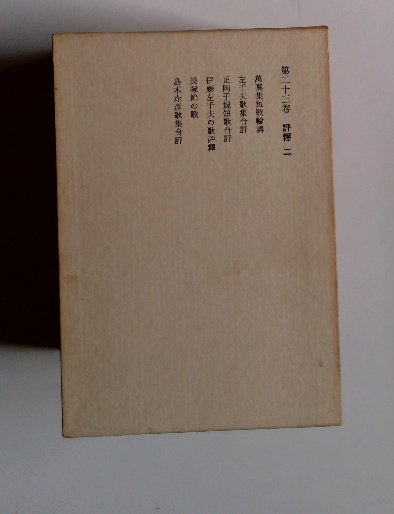 第二十三卷　評釋 二
萬葉集短歌輪講
左千夫歌集合評
正岡子規短歌合評
伊藤左千夫の歌評釋
長塚節の歌
島木赤彦歌集合評